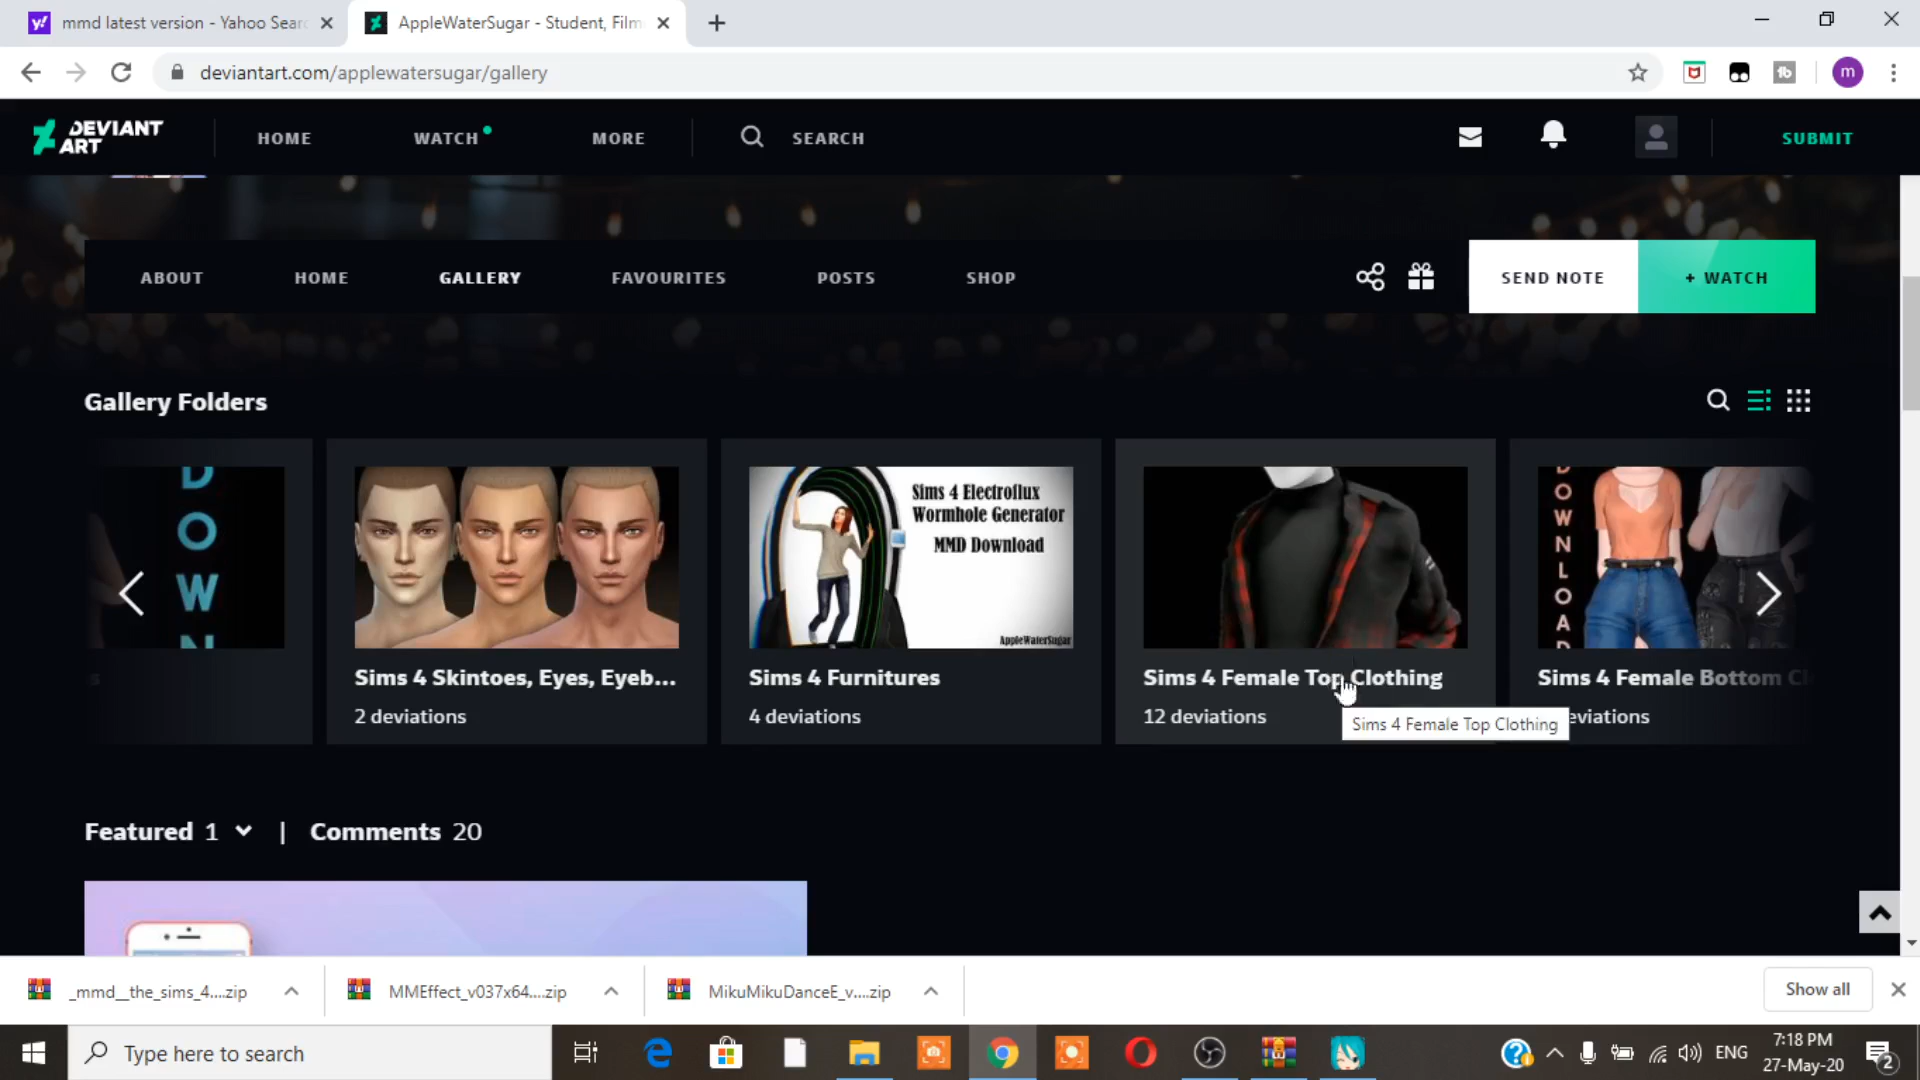 mmd latest version - Yahoo Sear
AppleWaterSugar - Student, Film
deviantart.com/applewatersugar/gallery
m
DEVIANT ART
HOME
WATCH
MORE
SEARCH
SUBMIT
ABOUT
HOME
GALLERY
FAVOURITES
POSTS
SHOP
SEND NOTE
+ WATCH
Gallery Folders
D
O
W
N
Sims 4 Electroflux
Wormhole Generator
MMD Download
AppleWaterSugar
D
O
W
N
L
O
A
D
s
Sims 4 Skintoes, Eyes, Eyeb...
2 deviations
Sims 4 Furnitures
4 deviations
Sims 4 Female Top Clothing
12 deviations
Sims 4 Female Top Clothing
Sims 4 Female Bottom Cl
eviations
Featured 1 | Comments 20
_mmd__the_sims_4....zip
MMEffect_v037x64....zip
MikuMikuDanceE_v....zip
Show all
Type here to search
ENG
7:18 PM
27-May-20
2